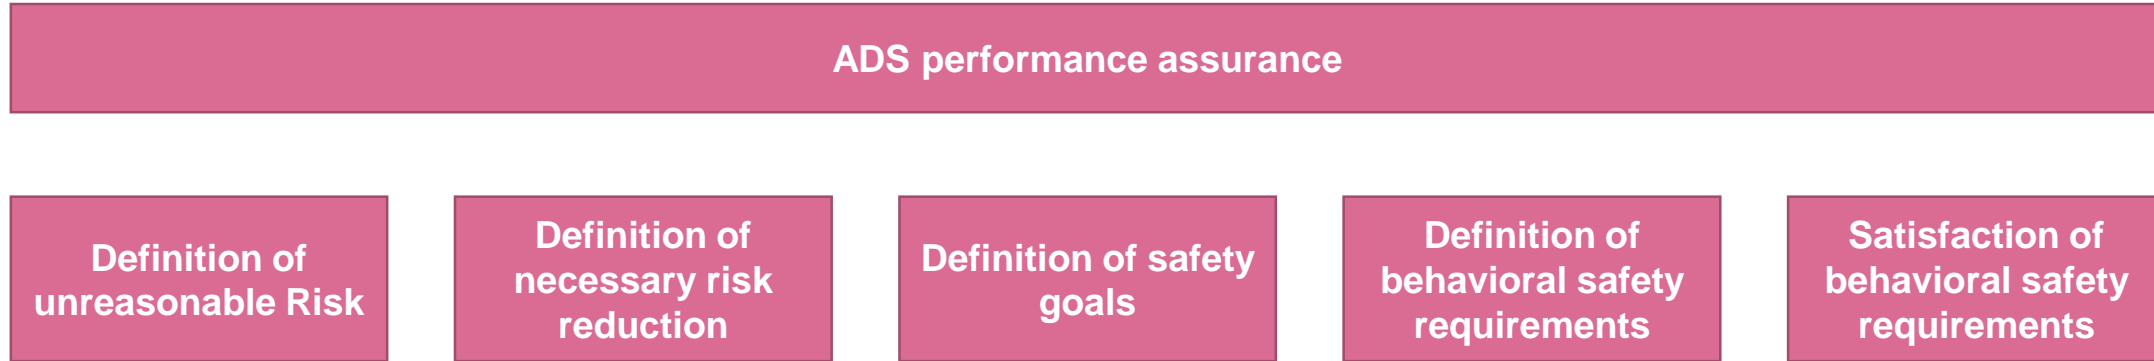 ADS performance assurance
Definition of
unreasonable Risk
Definition of
necessary risk
reduction
Definition of safety
goals
Definition of
behavioral safety
requirements
Satisfaction of
behavioral safety
requirements